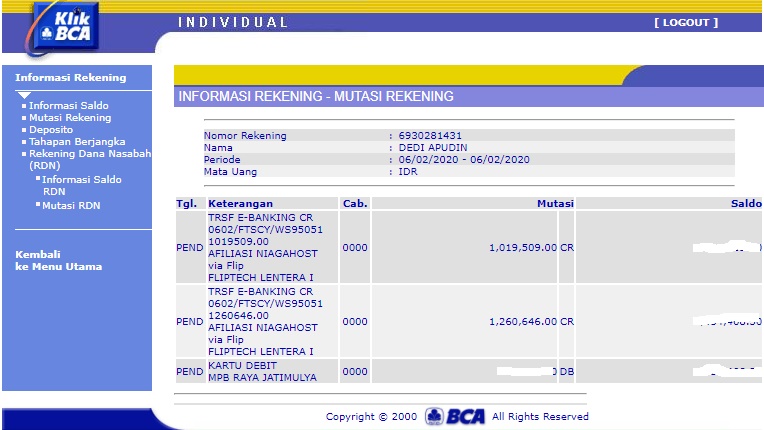 Klik
BCA
INDIVIDUAL
[ LOGOUT ]
Informasi Rekening
Informasi Saldo
Mutasi Rekening
Deposito
Tahapan Berjangka
Rekening Dana Nasabah
(RDN)
Informasi Saldo
RDN
Mutasi RDN
Kembali
ke Menu Utama
INFORMASI REKENING - MUTASI REKENING
Nomor Rekening : 6930281431
Nama : DEDI APUDIN
Periode : 06/02/2020 - 06/02/2020
Mata Uang : IDR
Tgl. Keterangan Cab. Mutasi Saldo
TRSF E-BANKING CR
0602/FTSCY/WS95051
1019509.00
PEND AFILIASI NIAGAHOST 0000 1,019,509.00 CR
via Flip
FLIPTECH LENTERA I
TRSF E-BANKING CR
0602/FTSCY/WS95051
1260646.00
PEND AFILIASI NIAGAHOST 0000 1,260,646.00 CR
via Flip
FLIPTECH LENTERA I
KARTU DEBIT
PEND MPB RAYA JATIMULYA 0000 DB
Copyright © 2000 BCA All Rights Reserved